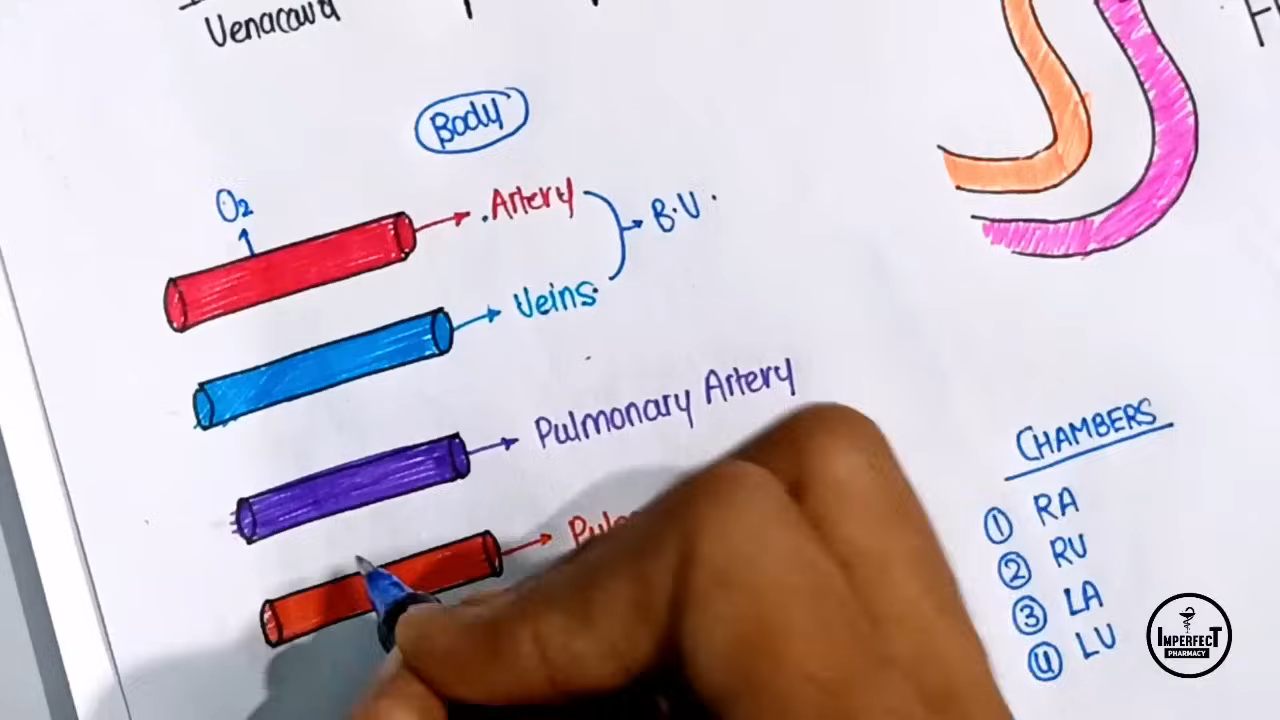 Venacava
Body
O2
Artery
B.V.
Veins
Pulmonary Artery
CHAMBERS
1 RA
2 RV
3 LA
4 LV
IMPERFECT
PHARMACY